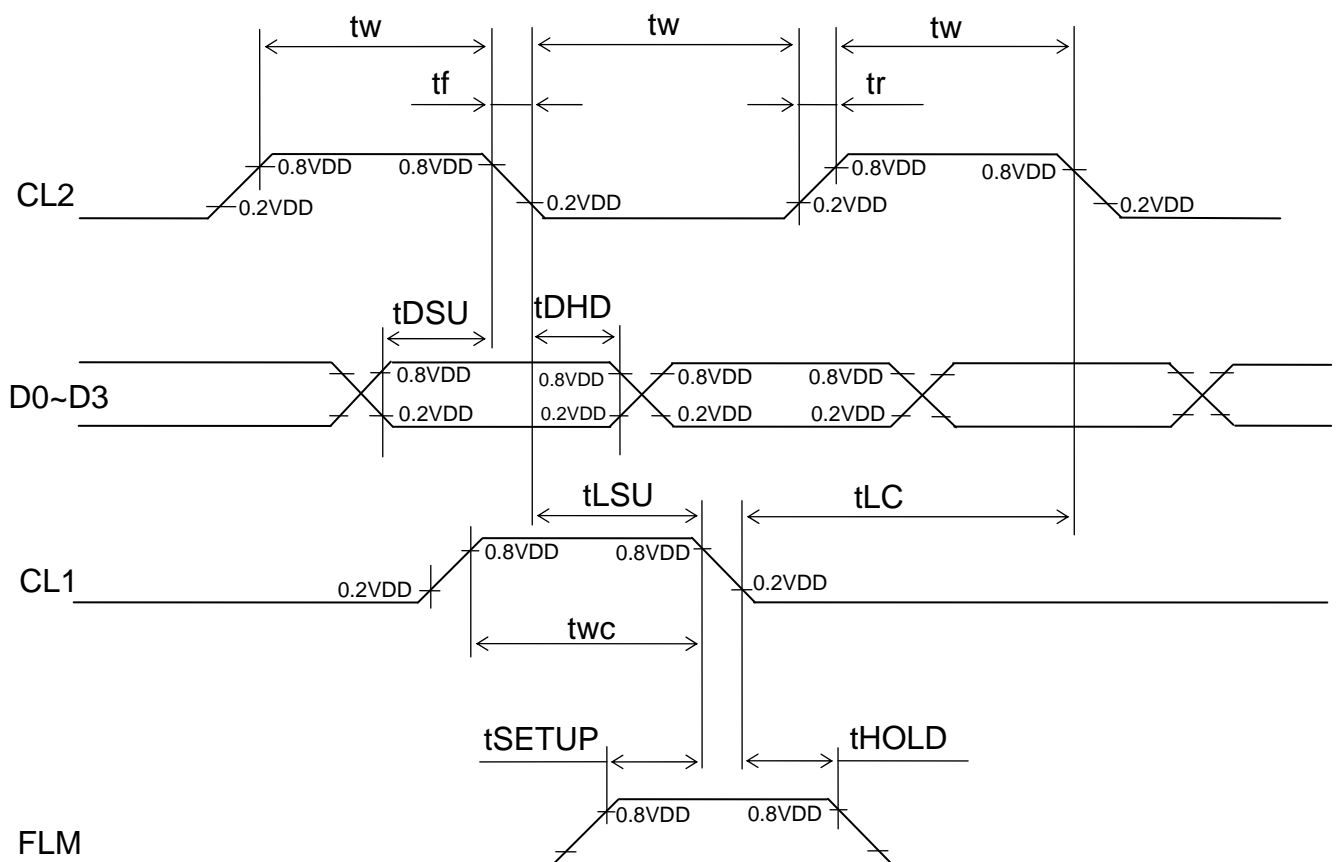 tw tw tw
tf tr
0.8VDD 0.8VDD 0.8VDD 0.8VDD
CL2
0.2VDD 0.2VDD 0.2VDD 0.2VDD
tDSU tDHD
0.8VDD 0.8VDD 0.8VDD 0.8VDD
D0~D3
0.2VDD 0.2VDD 0.2VDD 0.2VDD
tLSU tLC
0.8VDD 0.8VDD
CL1
0.2VDD 0.2VDD
twc
tSETUP tHOLD
0.8VDD 0.8VDD
FLM